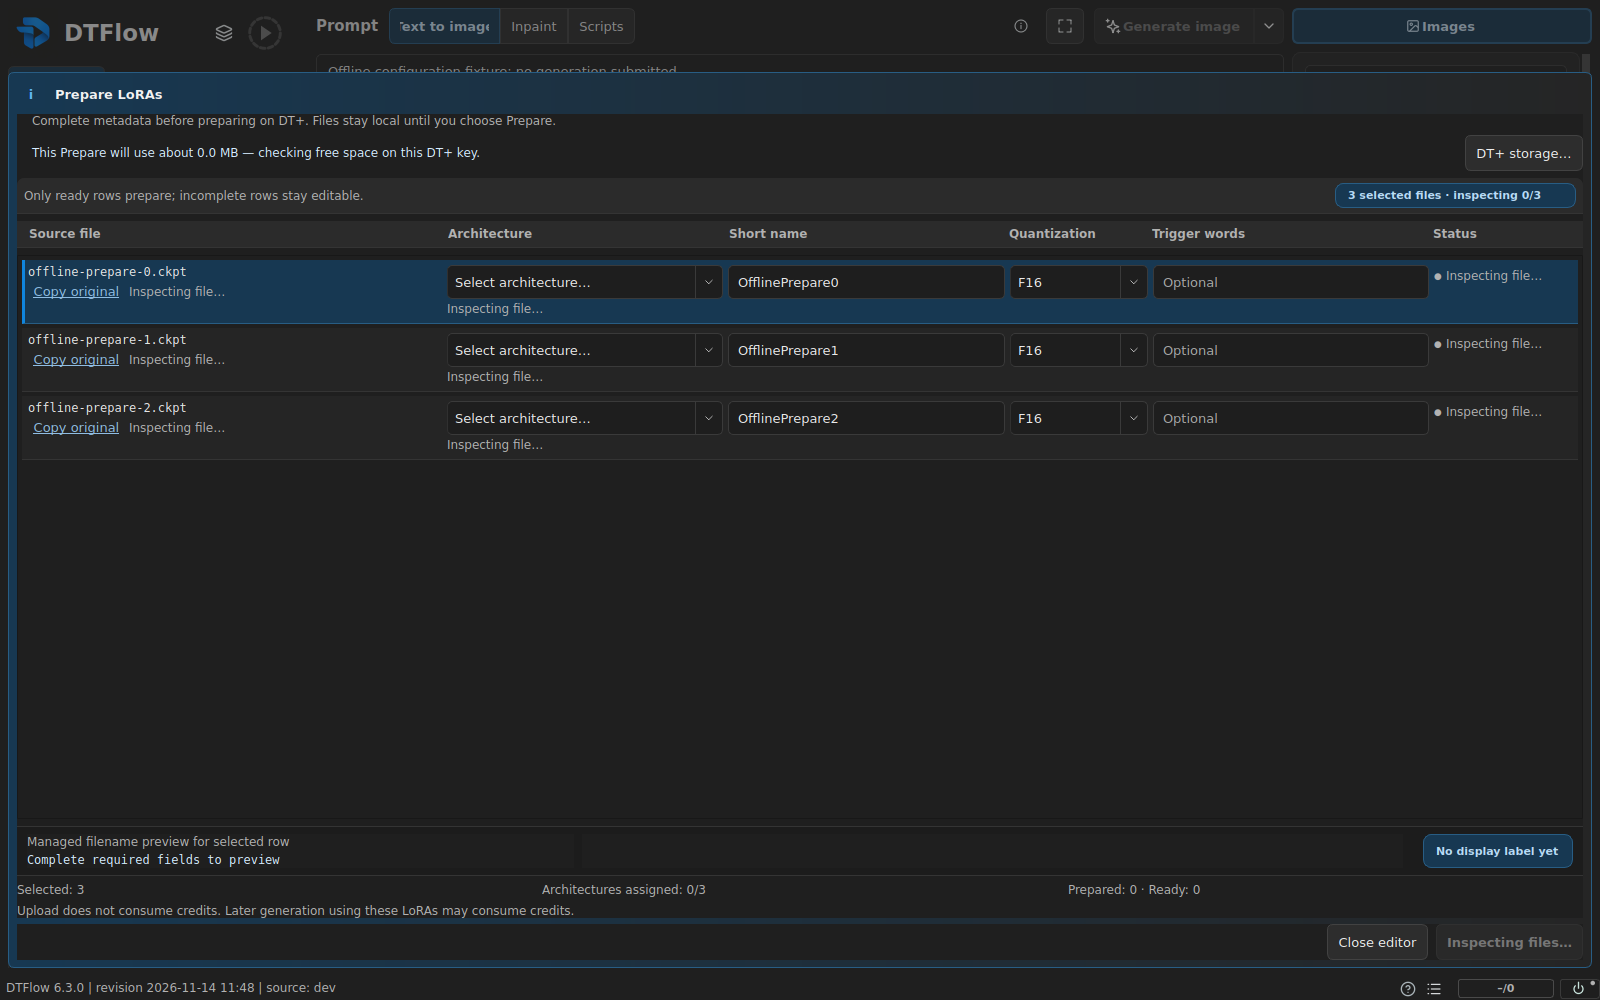 DTFlow
Prompt
Text to image
Inpaint
Scripts
Generate image
Images
Offline configuration fixture: no generation submitted
i Prepare LoRAs
Complete metadata before preparing on DT+. Files stay local until you choose Prepare.
This Prepare will use about 0.0 MB — checking free space on this DT+ key.
DT+ storage...
Only ready rows prepare; incomplete rows stay editable.
3 selected files · inspecting 0/3
Source file Architecture Short name Quantization Trigger words Status
offline-prepare-0.ckpt
Copy original Inspecting file...
Select architecture...
Inspecting file...
OfflinePrepare0
F16
Optional
● Inspecting file...
offline-prepare-1.ckpt
Copy original Inspecting file...
Select architecture...
Inspecting file...
OfflinePrepare1
F16
Optional
● Inspecting file...
offline-prepare-2.ckpt
Copy original Inspecting file...
Select architecture...
Inspecting file...
OfflinePrepare2
F16
Optional
● Inspecting file...
Managed filename preview for selected row
Complete required fields to preview
No display label yet
Selected: 3
Architectures assigned: 0/3
Prepared: 0 · Ready: 0
Upload does not consume credits. Later generation using these LoRAs may consume credits.
Close editor
Inspecting files...
DTFlow 6.3.0 | revision 2026-11-14 11:48 | source: dev
–/0